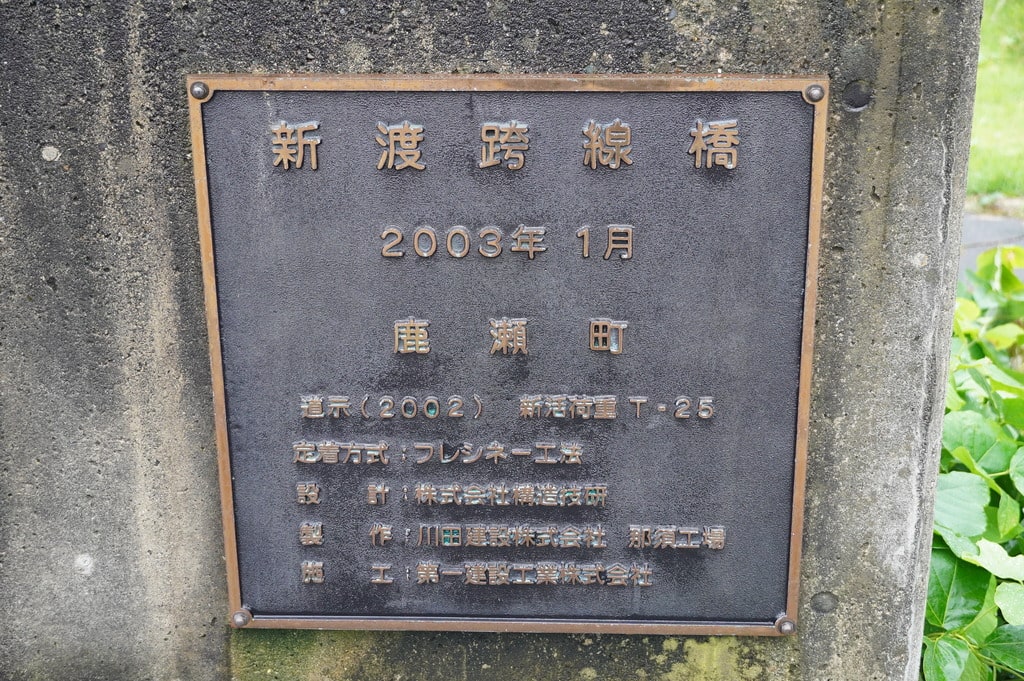 新渡跨線橋
2003年 1月
鹿瀬町
道示(2002) 新活荷重 T-25
定着方式:フレシネー工法
設計:株式会社構造技研
製作:川田建設株式会社 那須工場
施工:第一建設工業株式会社